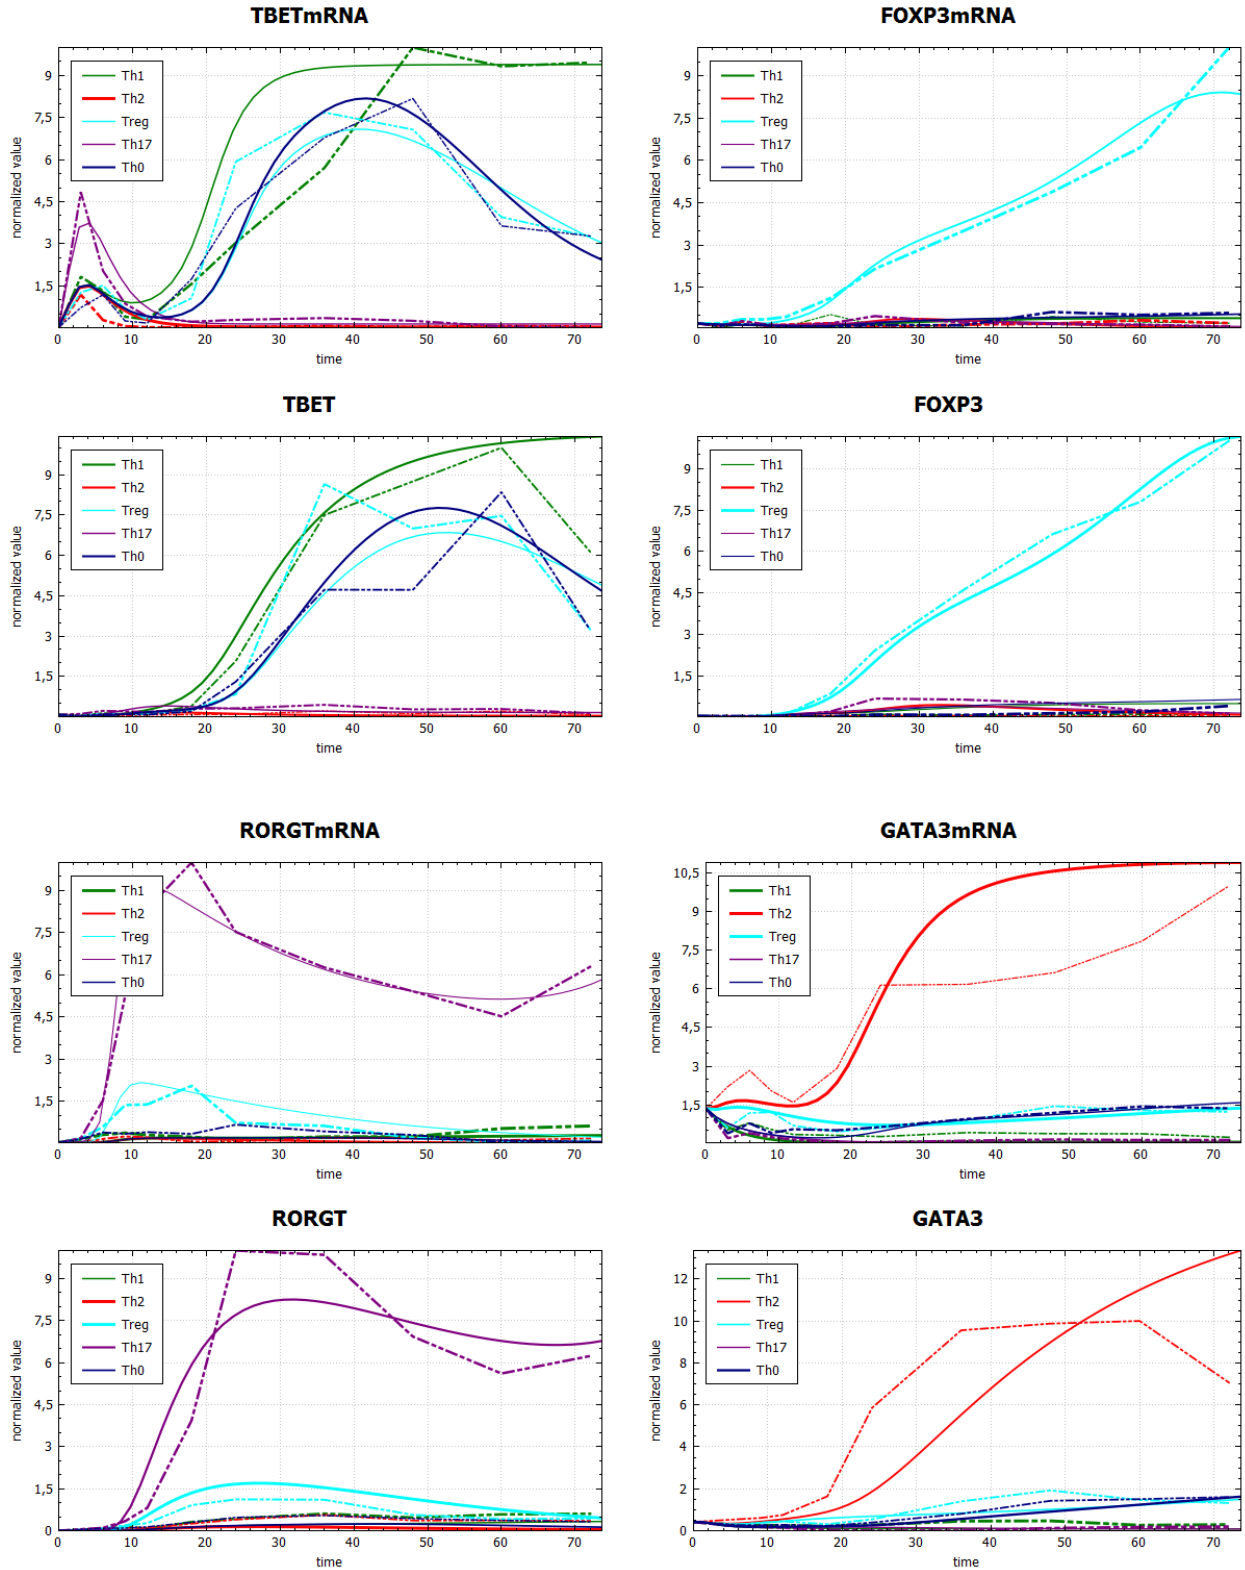 TBETmRNA
normalized value
9
7,5
6
4,5
3
1,5
Th1
Th2
Treg
Th17
Th0
0 10 20 30 40 50 60 70
time
FOXP3mRNA
normalized value
9
7,5
6
4,5
3
1,5
Th1
Th2
Treg
Th17
Th0
0 10 20 30 40 50 60 70
time
TBET
normalized value
9
7,5
6
4,5
3
1,5
Th1
Th2
Treg
Th17
Th0
0 10 20 30 40 50 60 70
time
FOXP3
normalized value
9
7,5
6
4,5
3
1,5
Th1
Th2
Treg
Th17
Th0
0 10 20 30 40 50 60 70
time
RORGTmRNA
normalized value
9
7,5
6
4,5
3
1,5
Th1
Th2
Treg
Th17
Th0
0 10 20 30 40 50 60 70
time
GATA3mRNA
normalized value
10,5
9
7,5
6
4,5
3
1,5
Th1
Th2
Treg
Th17
Th0
0 10 20 30 40 50 60 70
time
RORGT
normalized value
9
7,5
6
4,5
3
1,5
0
Th1
Th2
Treg
Th17
Th0
0 10 20 30 40 50 60 70
time
GATA3
normalized value
12
10
8
6
4
2
0
Th1
Th2
Treg
Th17
Th0
0 10 20 30 40 50 60 70
time